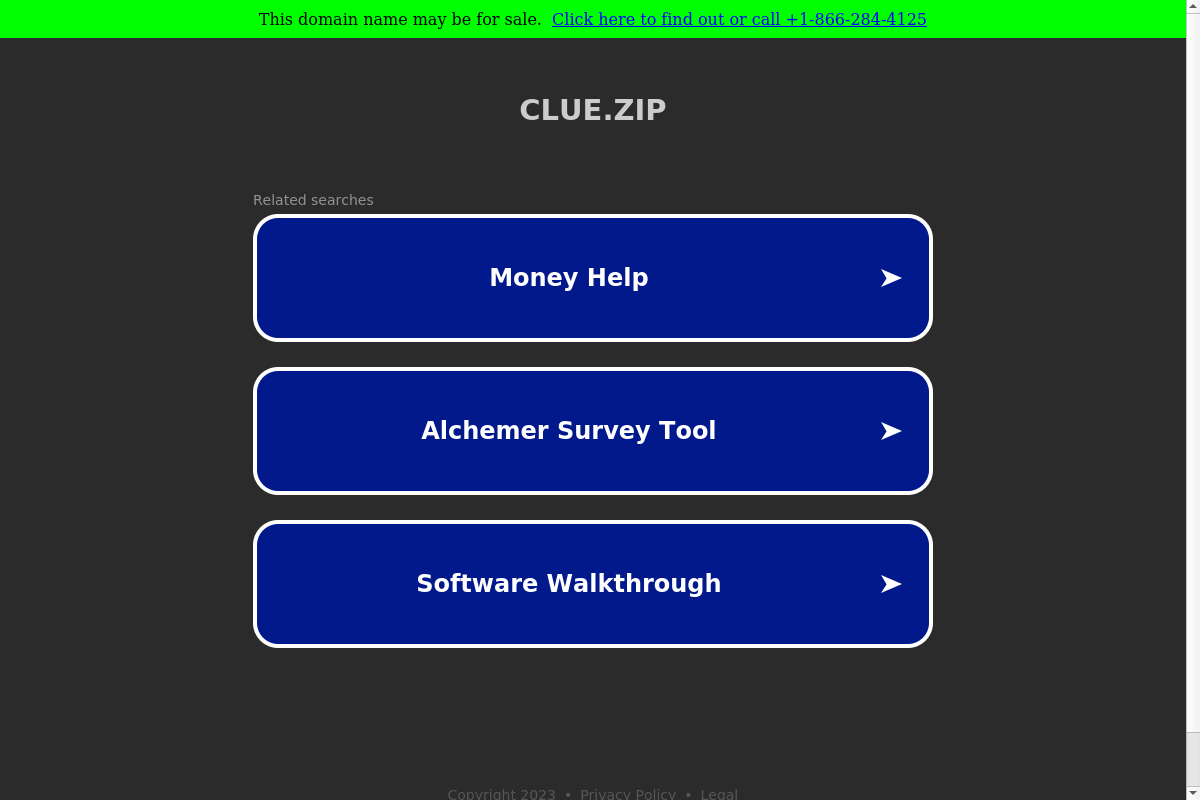 This domain name may be for sale. Click here to find out or call +1-866-284-4125
CLUE.ZIP
Related searches
Money Help
Alchemer Survey Tool
Software Walkthrough
Copyright 2023 • Privacy Policy • Legal